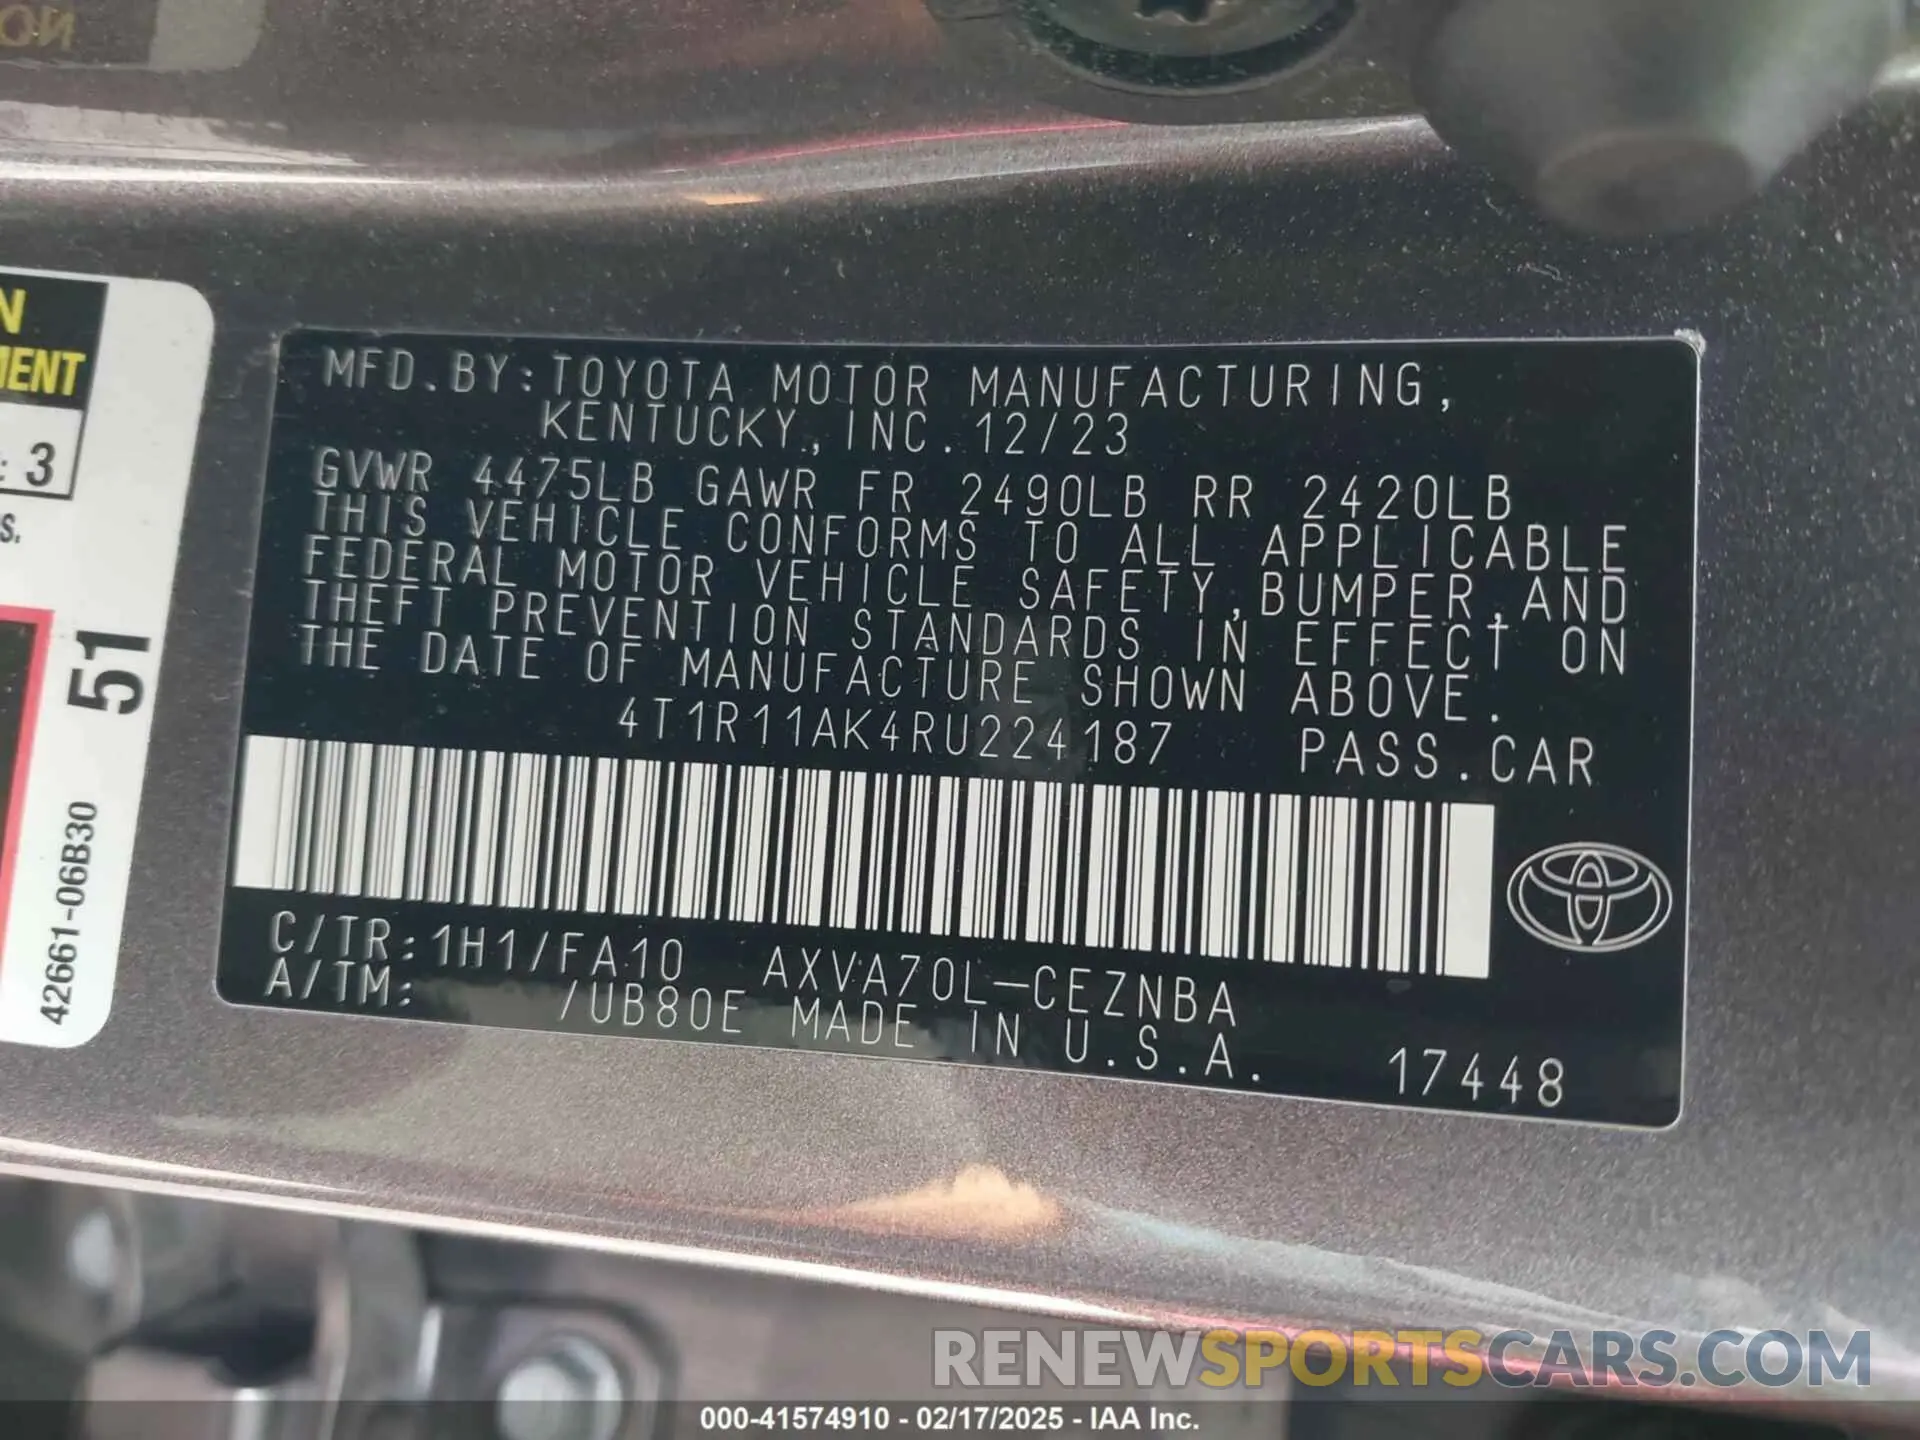 N
MENT
: 3
S.
51
42661-06B30
MFD.BY:TOYOTA MOTOR MANUFACTURING,
KENTUCKY, INC. 12/23
GVWR 4475LB GAWR FR 2490LB RR 2420LB
THIS VEHICLE CONFORMS TO ALL APPLICABLE
FEDERAL MOTOR VEHICLE SAFETY,BUMPER,AND
THEFT PREVENTION STANDARDS IN EFFECT ON
THE DATE OF MANUFACTURE SHOWN ABOVE.
4T1R11AK4RU224187 PASS.CAR
C/TR:1H1/FA10 AXVA70L-CEZNBA
A/TM: /UB80E MADE IN U.S.A.
17448
RENEWSPORTSCARS.COM
000-41574910 - 02/17/2025 - IAA Inc.